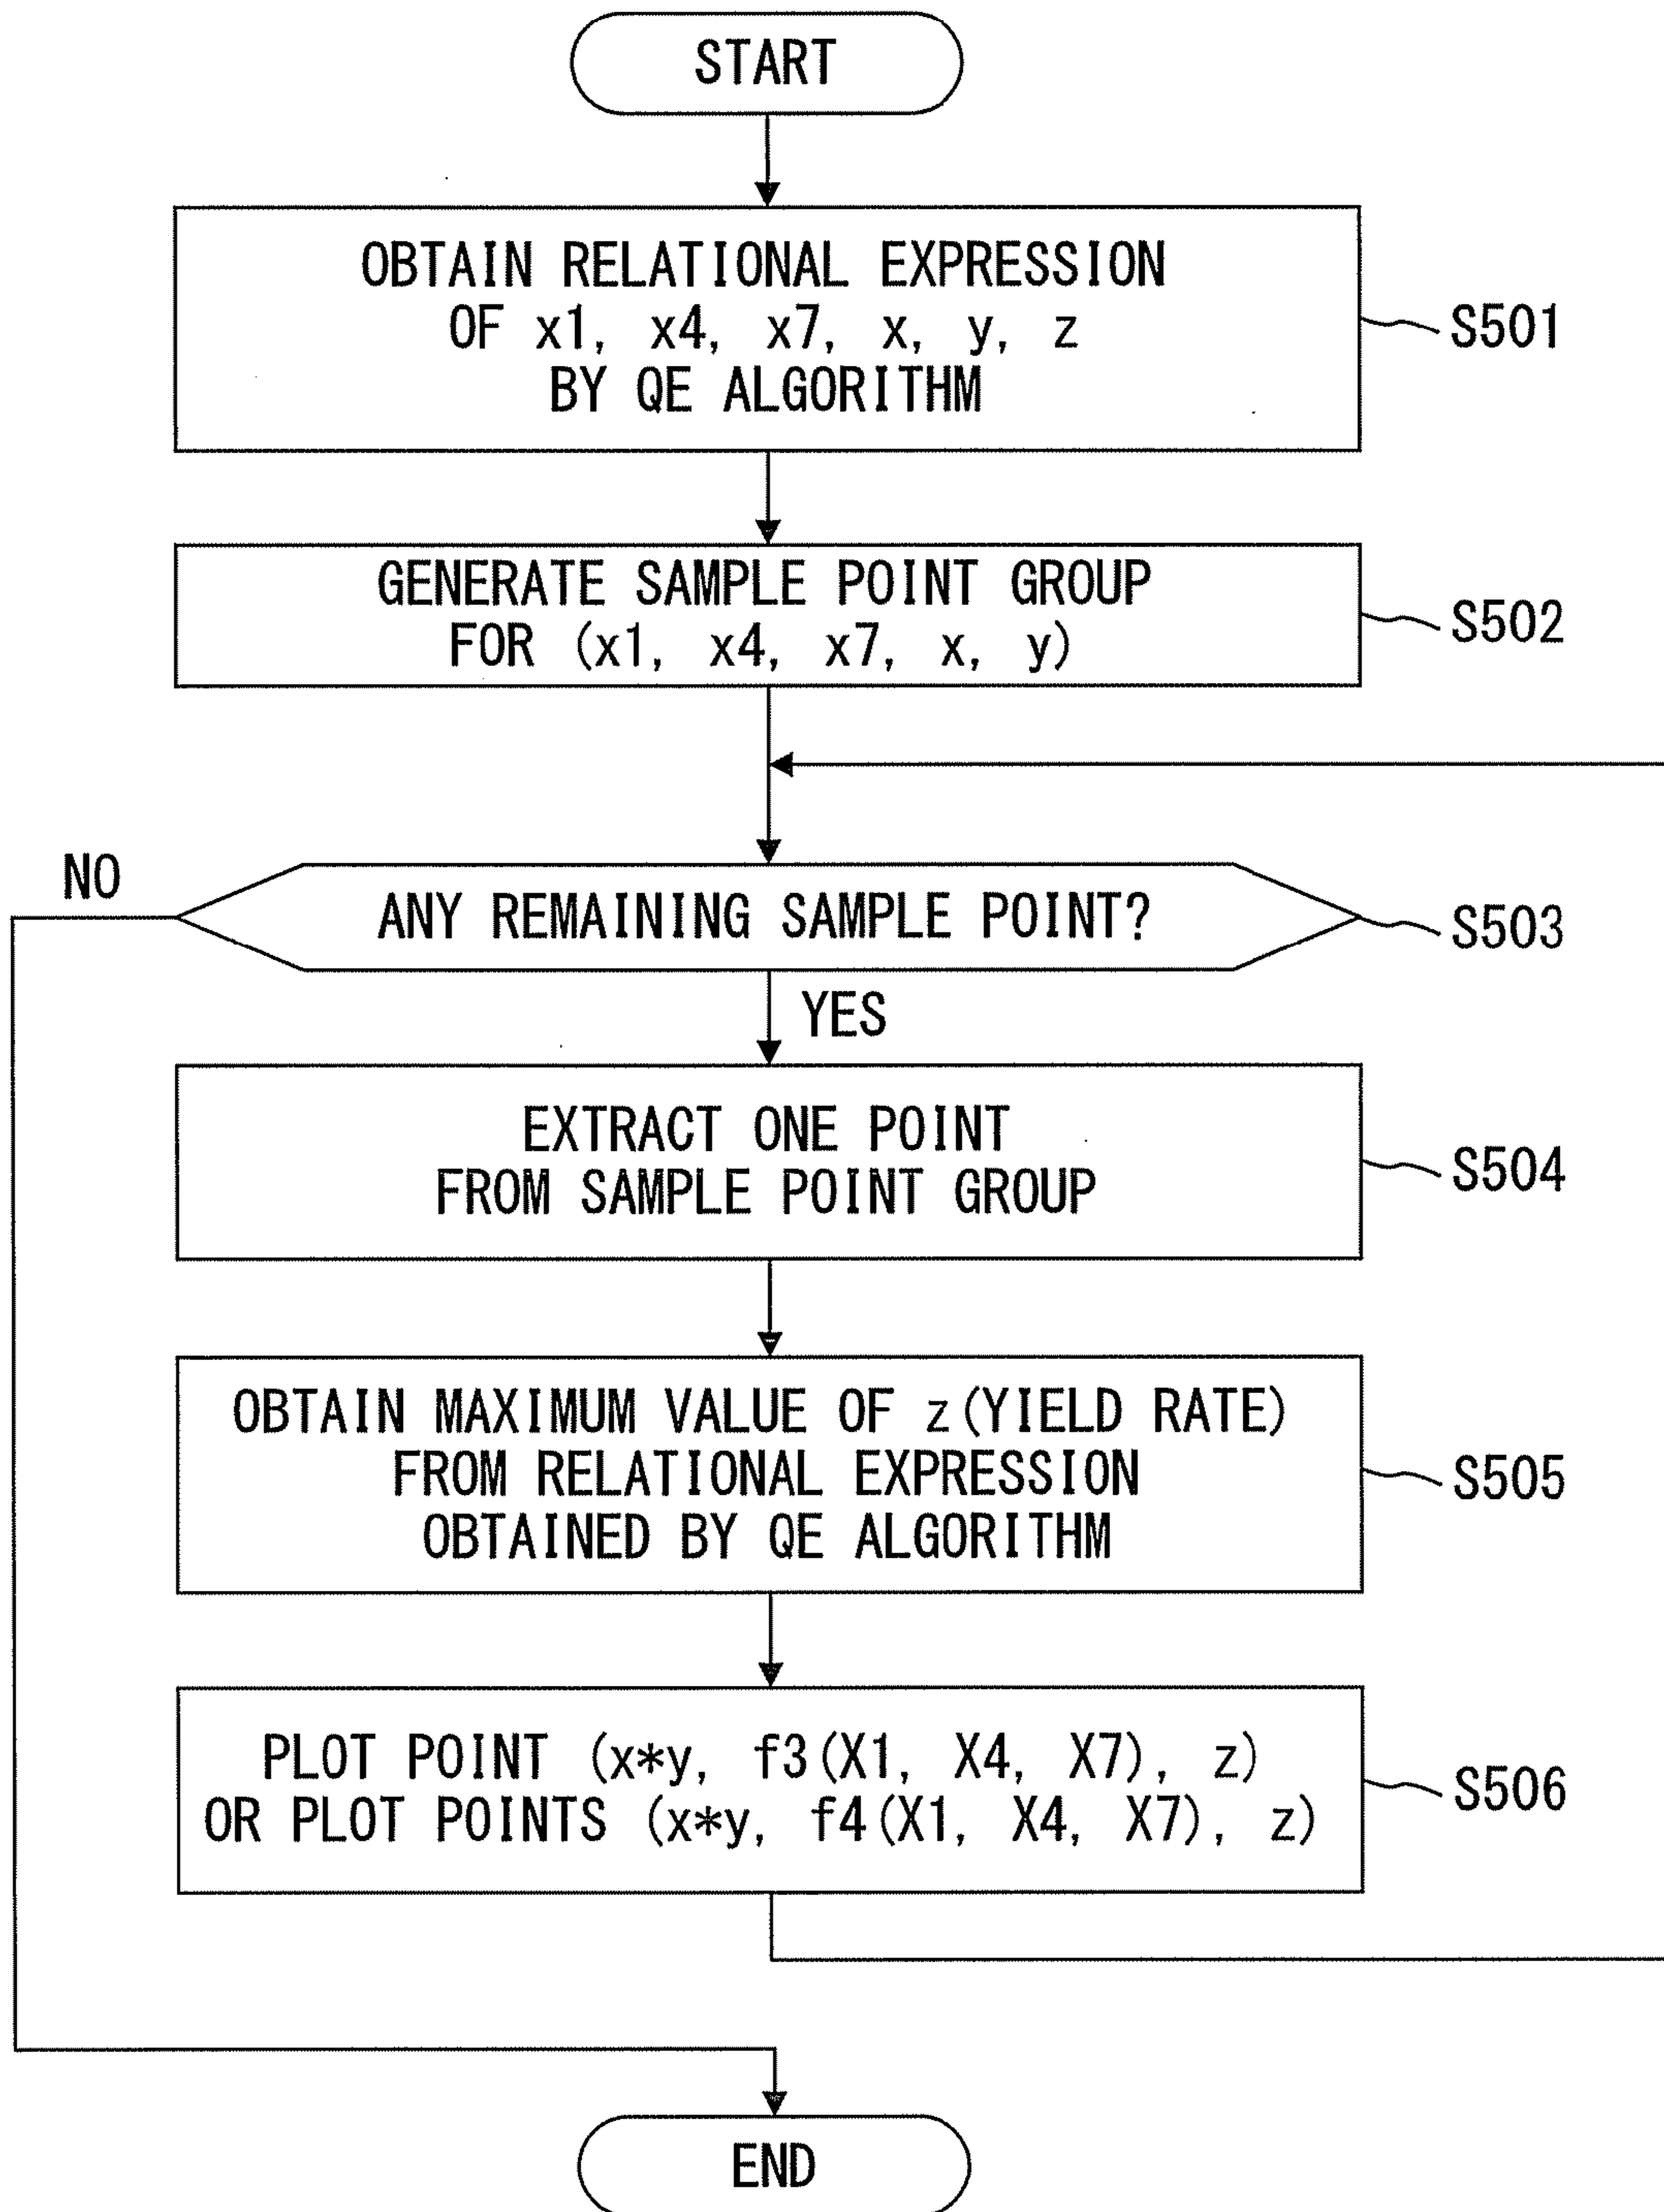 START
OBTAIN RELATIONAL EXPRESSION
OF x1, x4, x7, x, y, z
BY QE ALGORITHM
S501
GENERATE SAMPLE POINT GROUP
FOR (x1, x4, x7, x, y)
S502
NO
ANY REMAINING SAMPLE POINT?
S503
YES
EXTRACT ONE POINT
FROM SAMPLE POINT GROUP
S504
OBTAIN MAXIMUM VALUE OF z(YIELD RATE)
FROM RELATIONAL EXPRESSION
OBTAINED BY QE ALGORITHM
S505
PLOT POINT (x*y, f3(X1, X4, X7), z)
OR PLOT POINTS (x*y, f4(X1, X4, X7), z)
S506
END